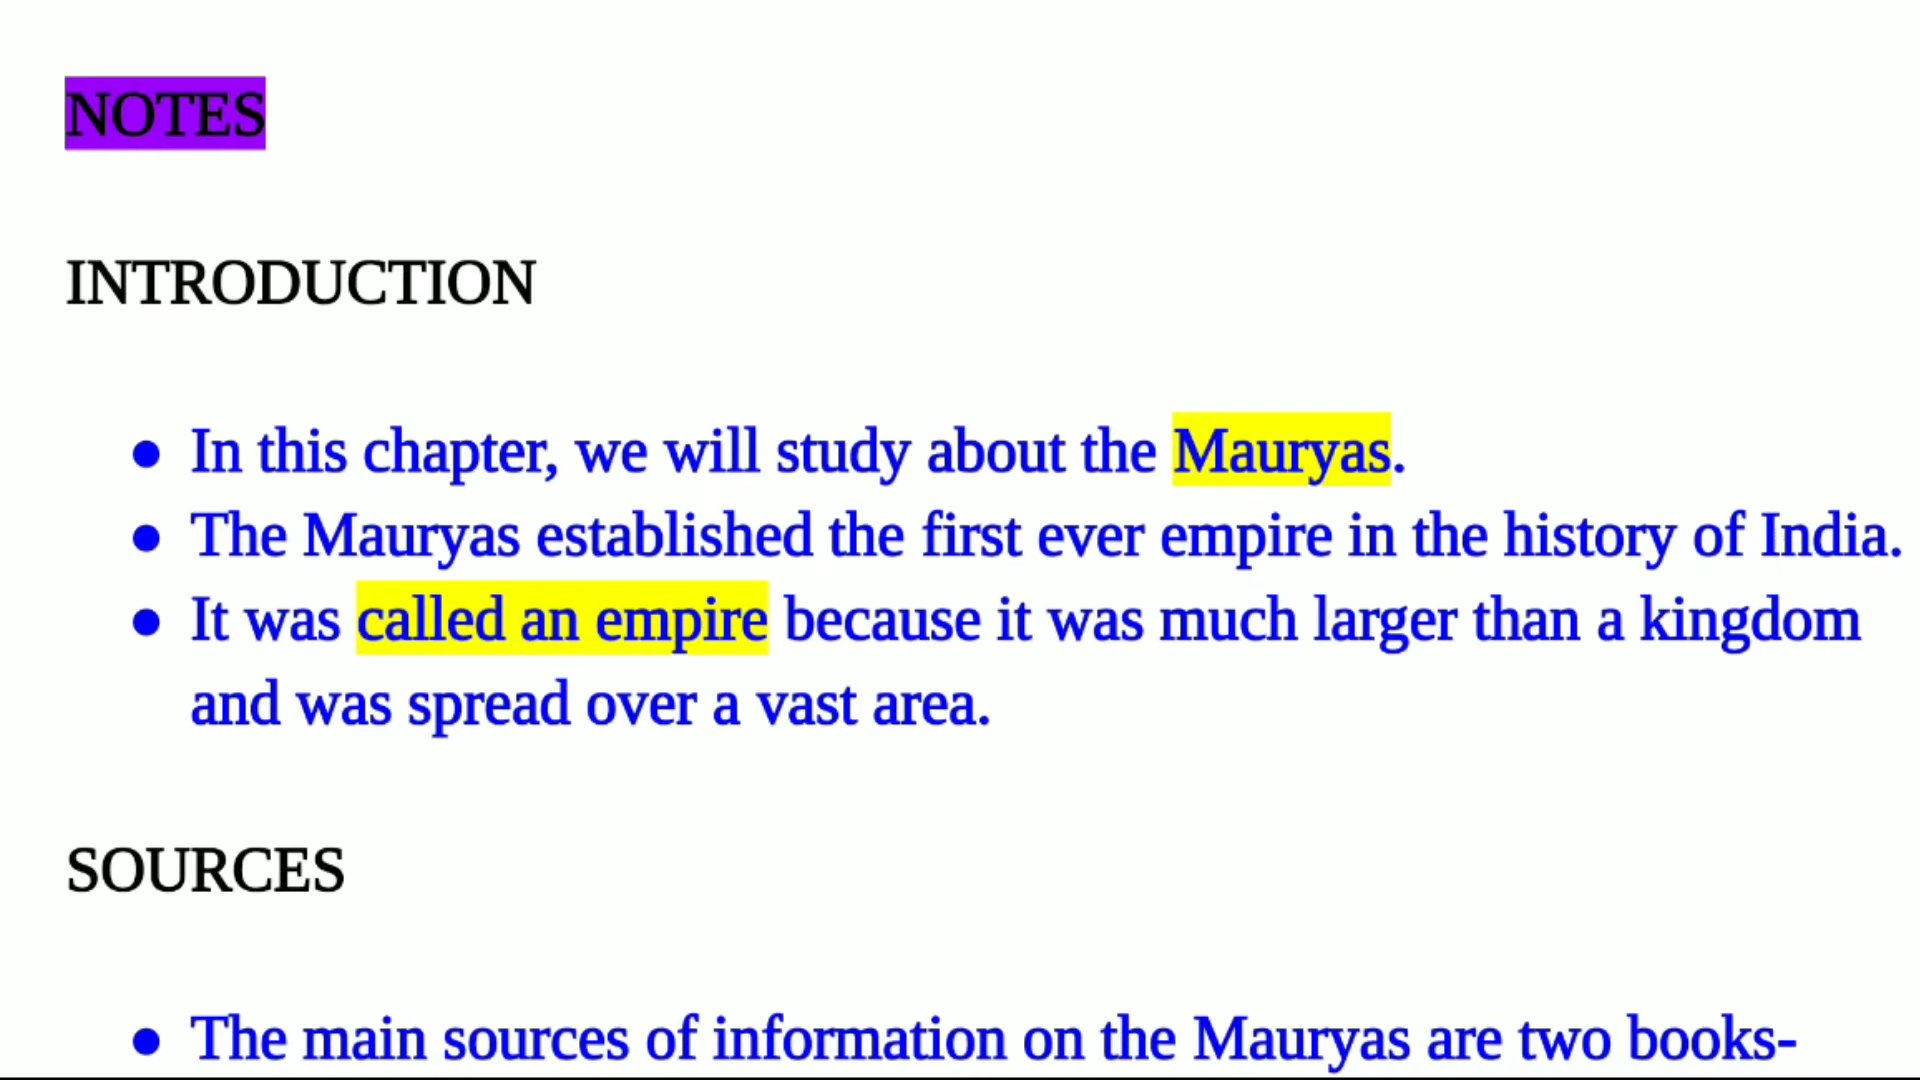 NOTES
INTRODUCTION
● In this chapter, we will study about the Mauryas.
● The Mauryas established the first ever empire in the history of India.
● It was called an empire because it was much larger than a kingdom
and was spread over a vast area.
SOURCES
● The main sources of information on the Mauryas are two books-